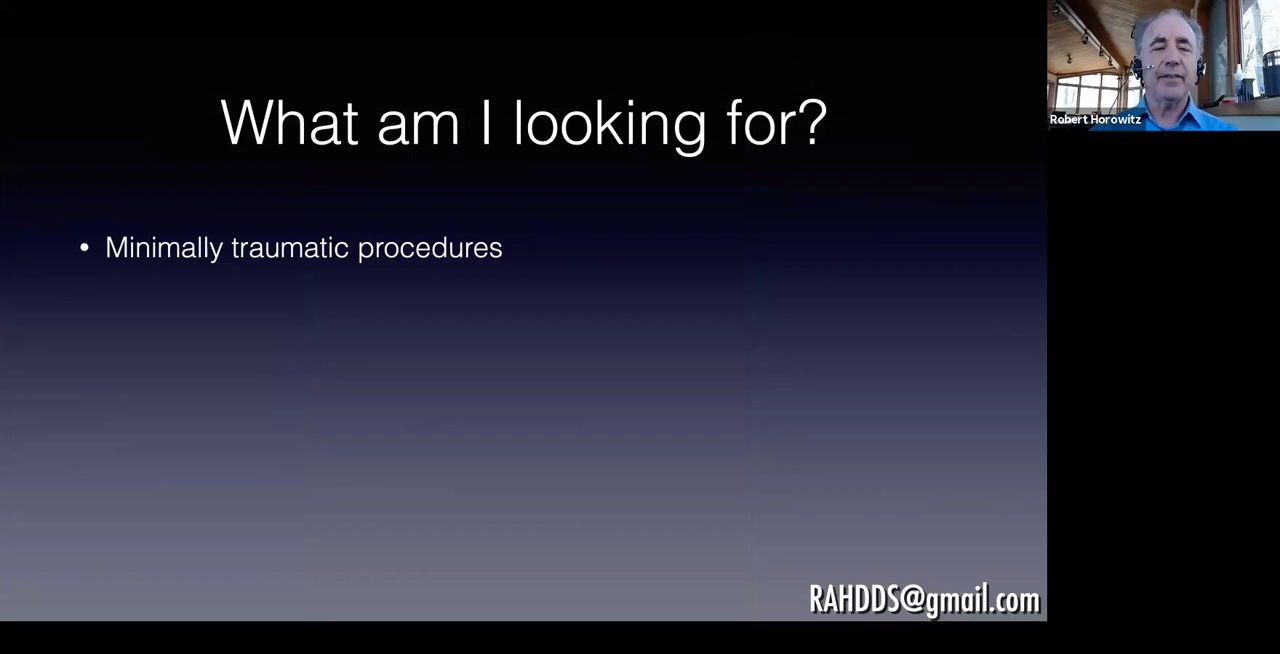 What am I looking for?
• Minimally traumatic procedures
RAHDDS@gmail.com
Robert Horowitz